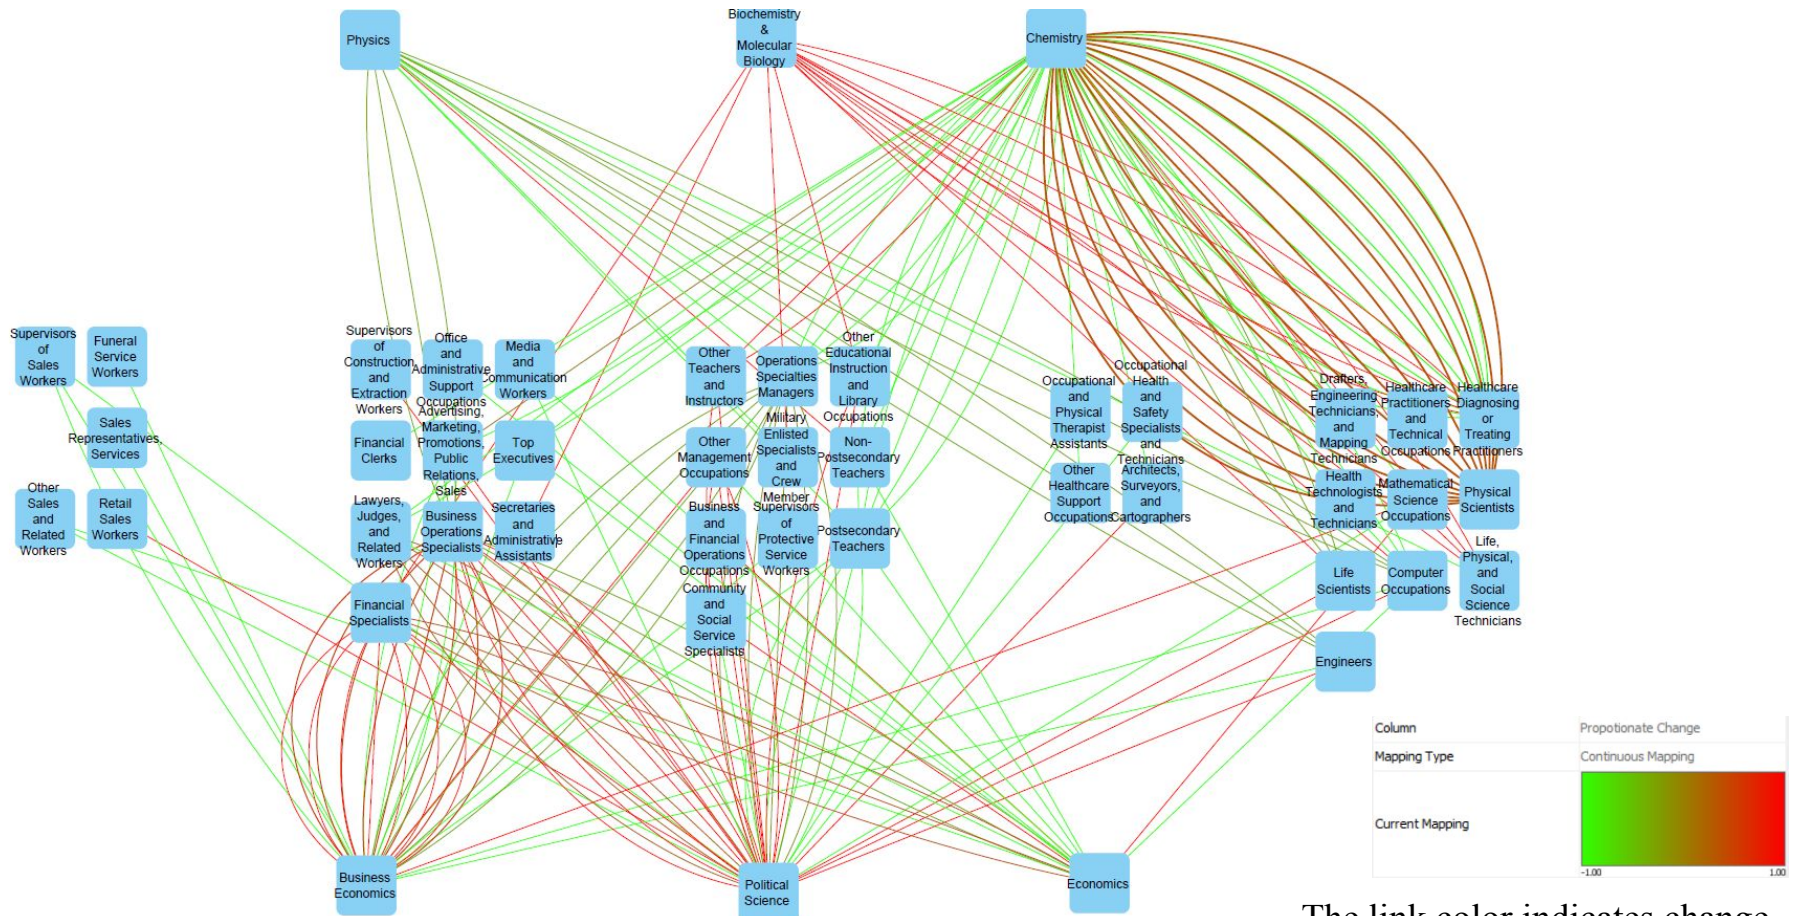 Physics
Biochemistry
&
Molecular
Biology
Chemistry
Supervisors
of
Sales
Workers
Funeral
Service
Workers
Sales
Representatives,
Services
Other
Sales
and
Related
Workers
Retail
Sales
Workers
Supervisors
of
Construction
and
Extraction
Workers
Office
and
Administrative
Support
Occupations
Media
and
Communication
Workers
Financial
Clerks
Advertising,
Marketing,
Promotions,
Public
Relations,
Sales
Top
Executives
Lawyers,
Judges,
and
Related
Workers
Business
Operations
Specialists
Secretaries
and
Administrative
Assistants
Financial
Specialists
Other
Teachers
and
Instructors
Operations
Specialties
Managers
Other
Educational
Instruction
and
Library
Occupations
Other
Management
Occupations
Military
Enlisted
Specialists
and
Crew
Member
Non-
Postsecondary
Teachers
Business
and
Financial
Operations
Occupations
Supervisors
of
Protective
Service
Workers
Postsecondary
Teachers
Community
and
Social
Service
Specialists
Occupational
and
Physical
Therapist
Assistants
Occupational
Health
and
Safety
Specialists
and
Technicians
Other
Healthcare
Support
Occupations
Architects,
Surveyors,
and
Cartographers
Drafters,
Engineering
Technicians,
and
Mapping
Technicians
Healthcare
Practitioners
and
Technical
Occupations
Healthcare
Diagnosing
or
Treating
Practitioners
Health
Technologists
and
Technicians
Mathematical
Science
Occupations
Physical
Scientists
Life
Scientists
Computer
Occupations
Life,
Physical,
and
Social
Science
Technicians
Engineers
Business
Economics
Political
Science
Economics
Column Propotionate Change
Mapping Type Continuous Mapping
Current Mapping
-1.00 1.00
The link color indicates change